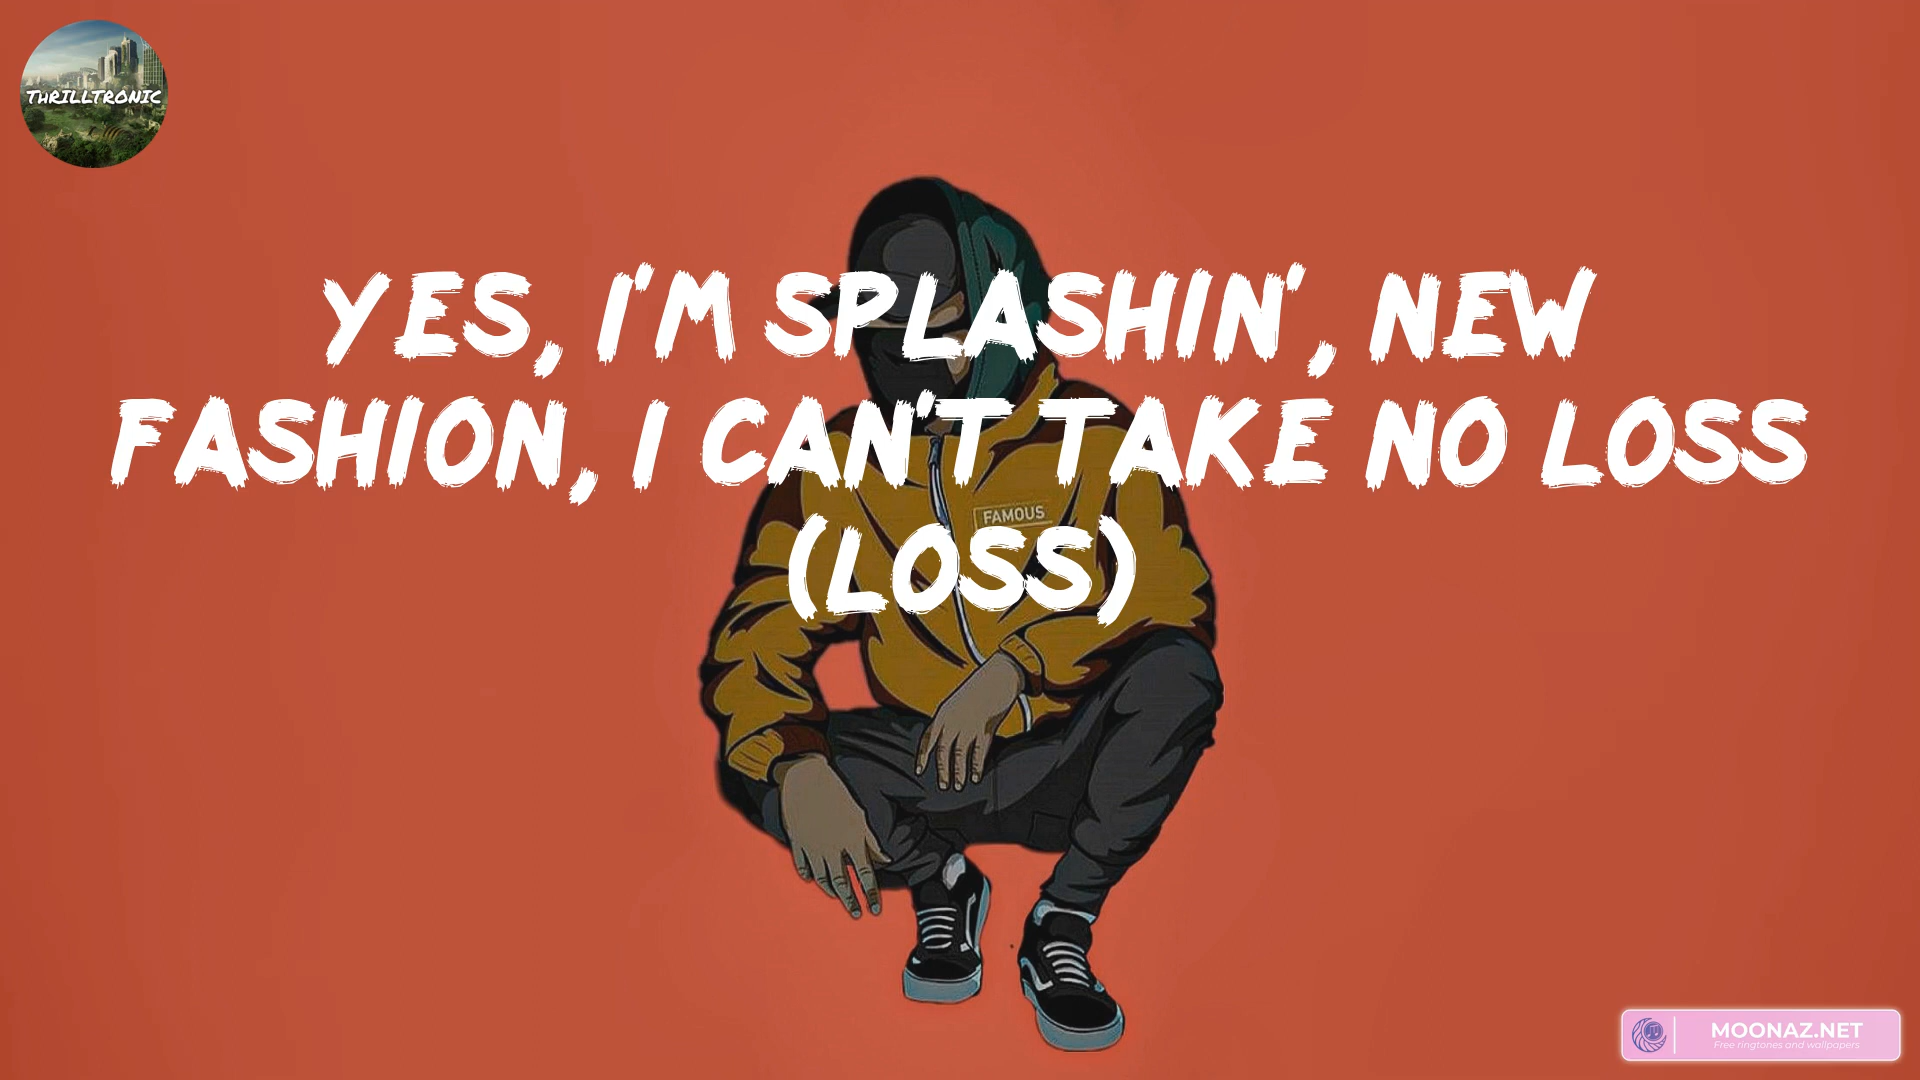 THRILLTRONIC
YES, I'M SPLASHIN', NEW
FASHION, I CAN'T TAKE NO LOSS
(LOSS)
FAMOUS
MOONAZ.NET
Free ringtones and wallpapers